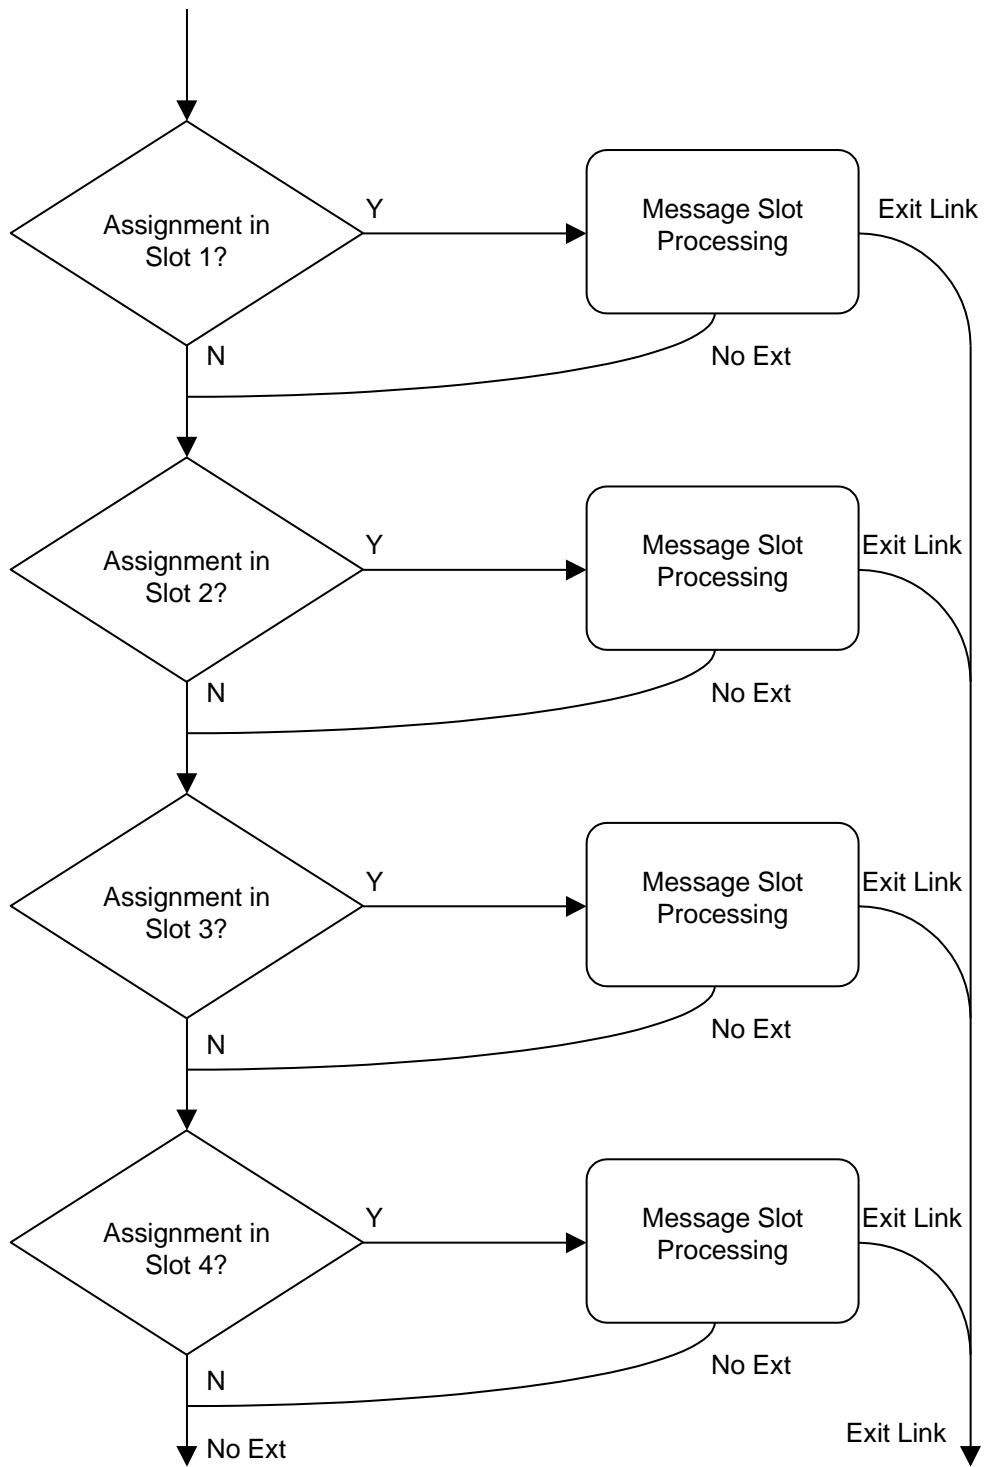 Assignment in
Slot 1?
Y
Message Slot
Processing
Exit Link
N
No Ext
Assignment in
Slot 2?
Y
Message Slot
Processing
Exit Link
N
No Ext
Assignment in
Slot 3?
Y
Message Slot
Processing
Exit Link
N
No Ext
Assignment in
Slot 4?
Y
Message Slot
Processing
Exit Link
N
No Ext
No Ext
Exit Link